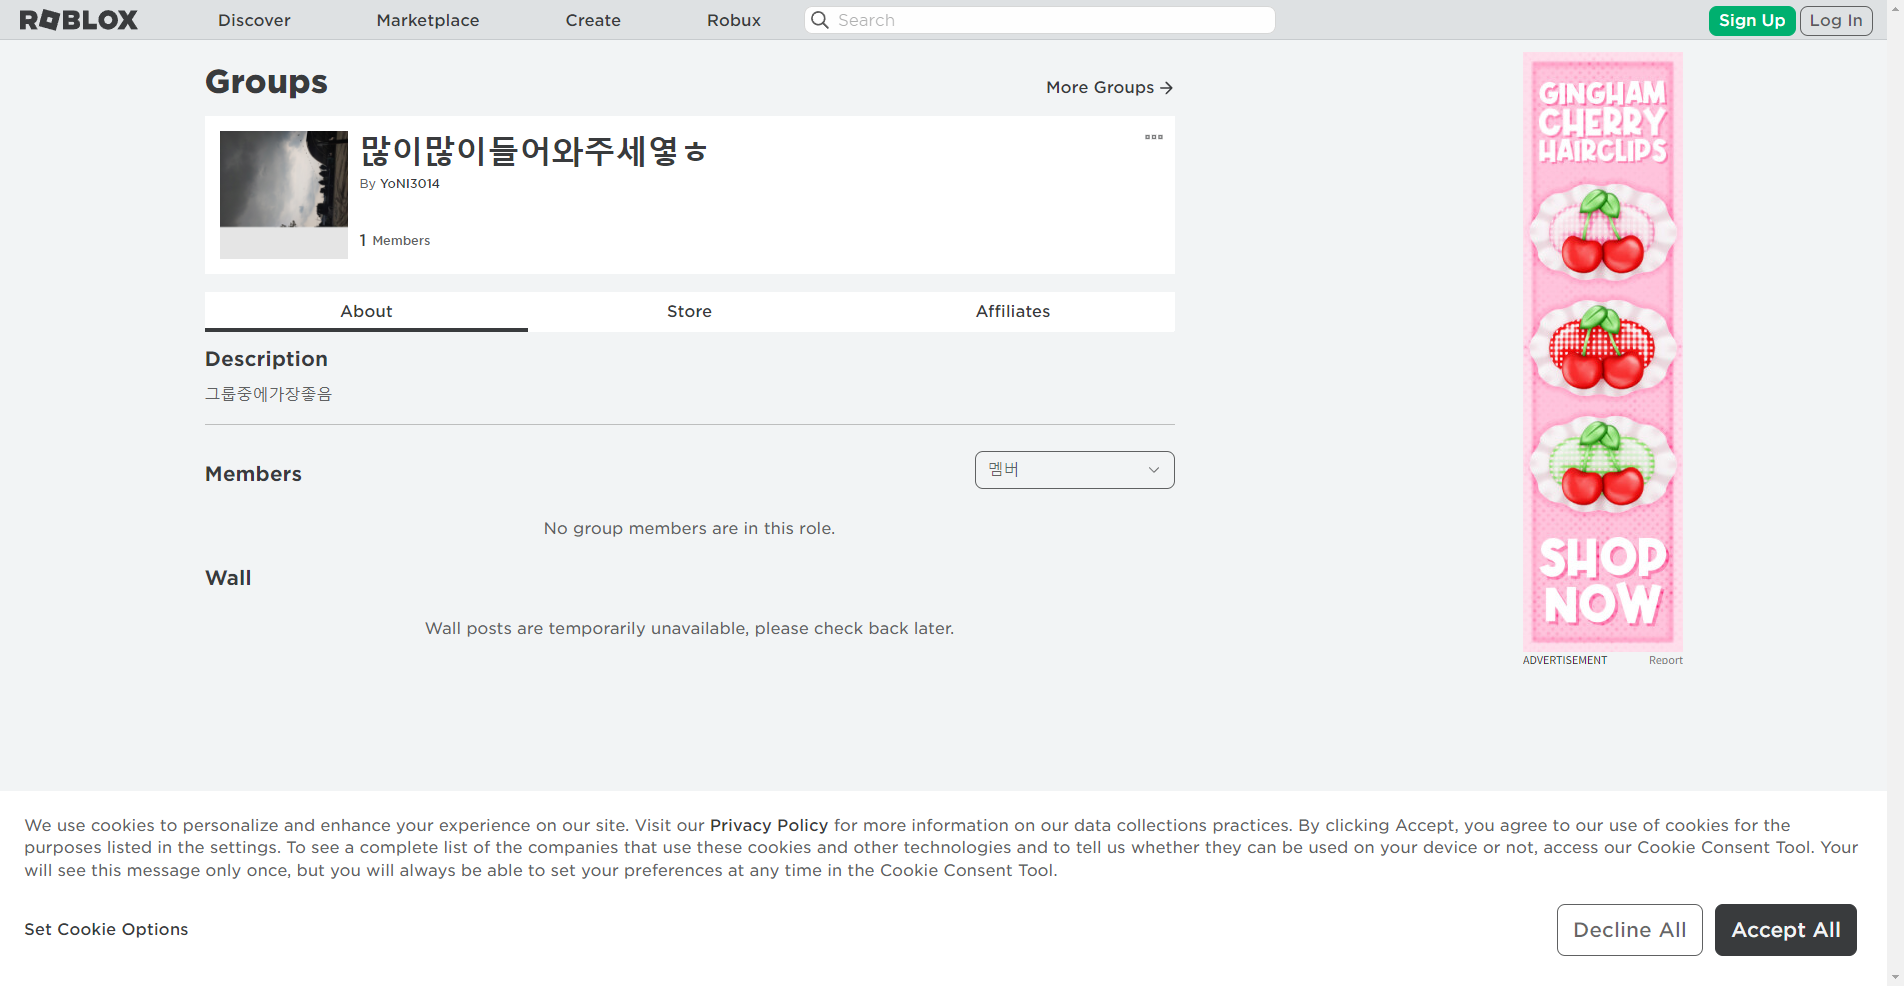 ROBLOX
Discover
Marketplace
Create
Robux
Search
Sign Up
Log In
Groups
More Groups
많이많이들어와주세옇ㅎ
By YoNI3014
1 Members
About
Store
Affiliates
Description
그룹중에가장좋음
Members
멤버
No group members are in this role.
Wall
Wall posts are temporarily unavailable, please check back later.
GINGHAM
CHERRY
HAIRCLIPS
SHOP
NOW
ADVERTISEMENT
Report
We use cookies to personalize and enhance your experience on our site. Visit our Privacy Policy for more information on our data collections practices. By clicking Accept, you agree to our use of cookies for the
purposes listed in the settings. To see a complete list of the companies that use these cookies and other technologies and to tell us whether they can be used on your device or not, access our Cookie Consent Tool. Your
will see this message only once, but you will always be able to set your preferences at any time in the Cookie Consent Tool.
Set Cookie Options
Decline All
Accept All